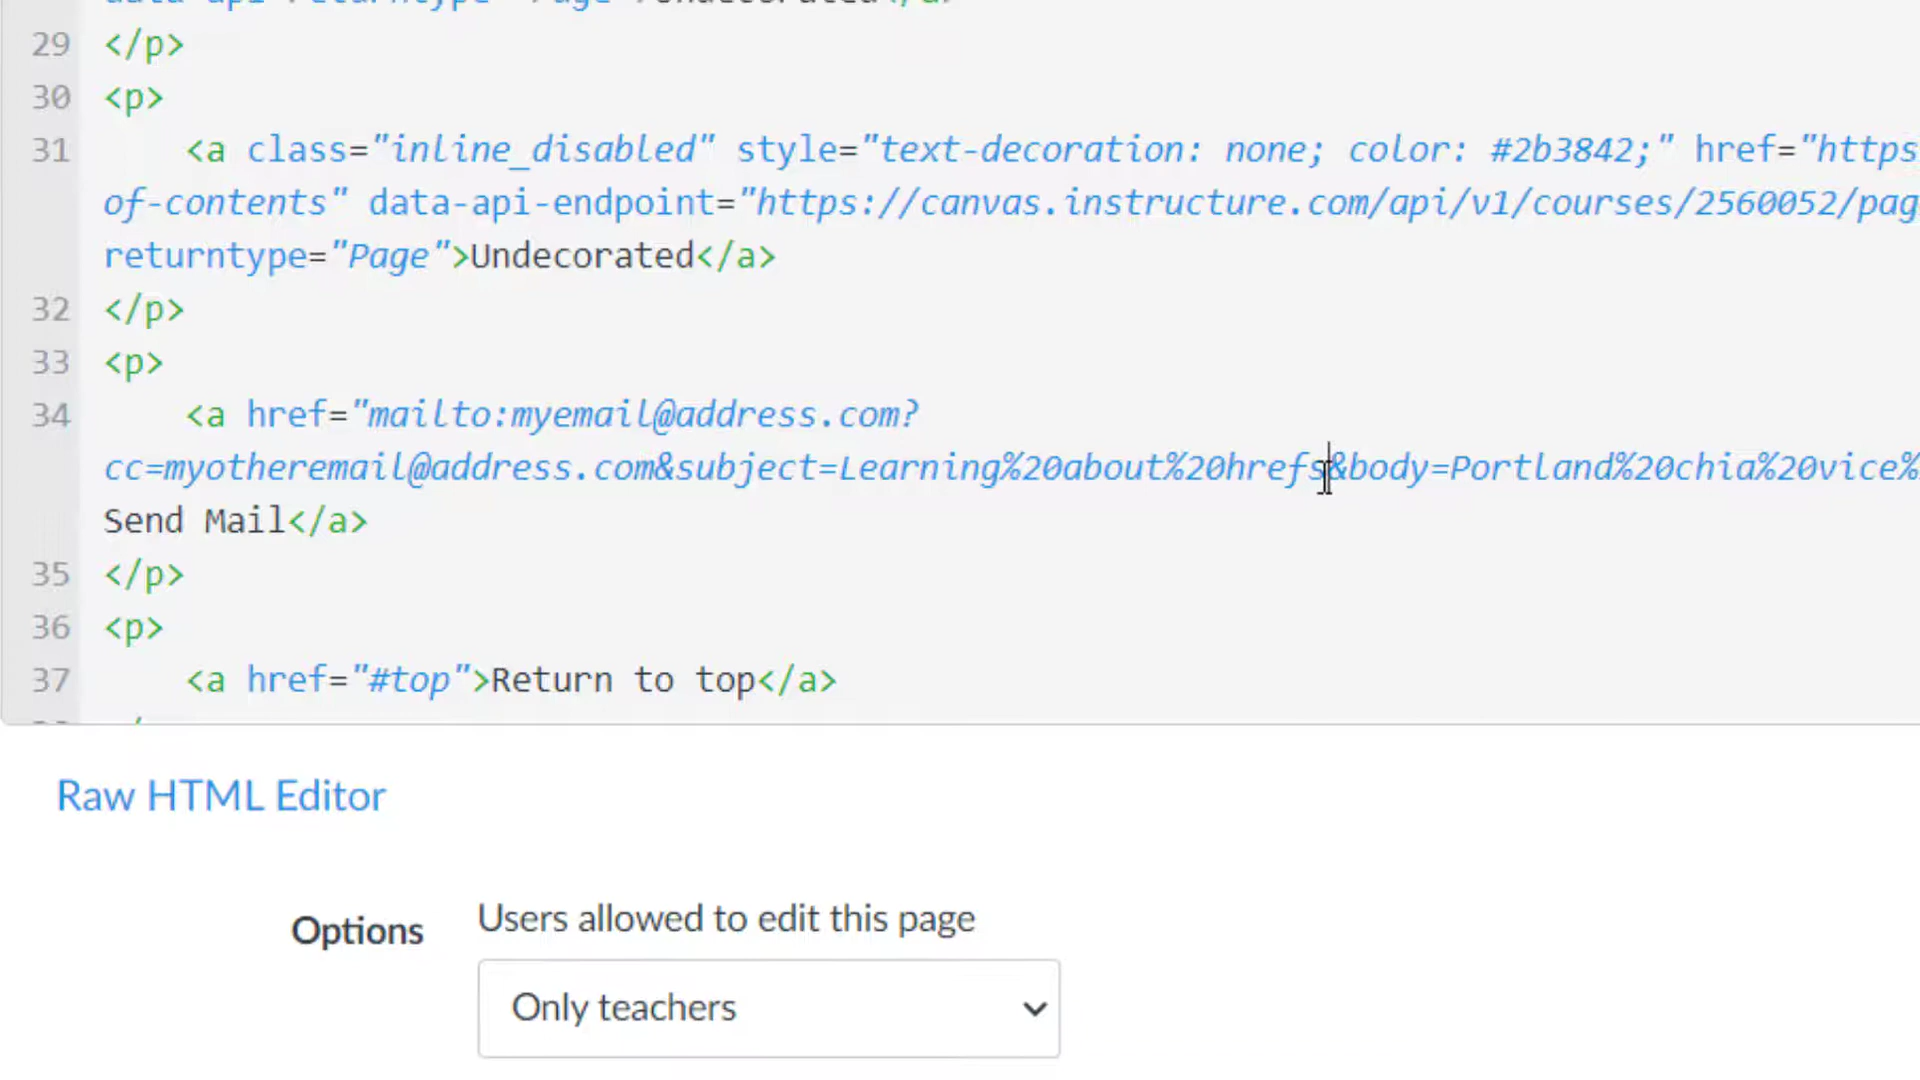 29 </p>
30 <p>
31 <a class="inline_disabled" style="text-decoration: none; color: #2b3842;" href="https
of-contents" data-api-endpoint="https://canvas.instructure.com/api/v1/courses/2560052/pag
returntype="Page">Undecorated</a>
32 </p>
33 <p>
34 <a href="mailto:myemail@address.com?
cc=myotheremail@address.com&subject=Learning%20about%20hrefs&body=Portland%20chia%20vice%
Send Mail</a>
35 </p>
36 <p>
37 <a href="#top">Return to top</a>
Raw HTML Editor
Options
Users allowed to edit this page
Only teachers